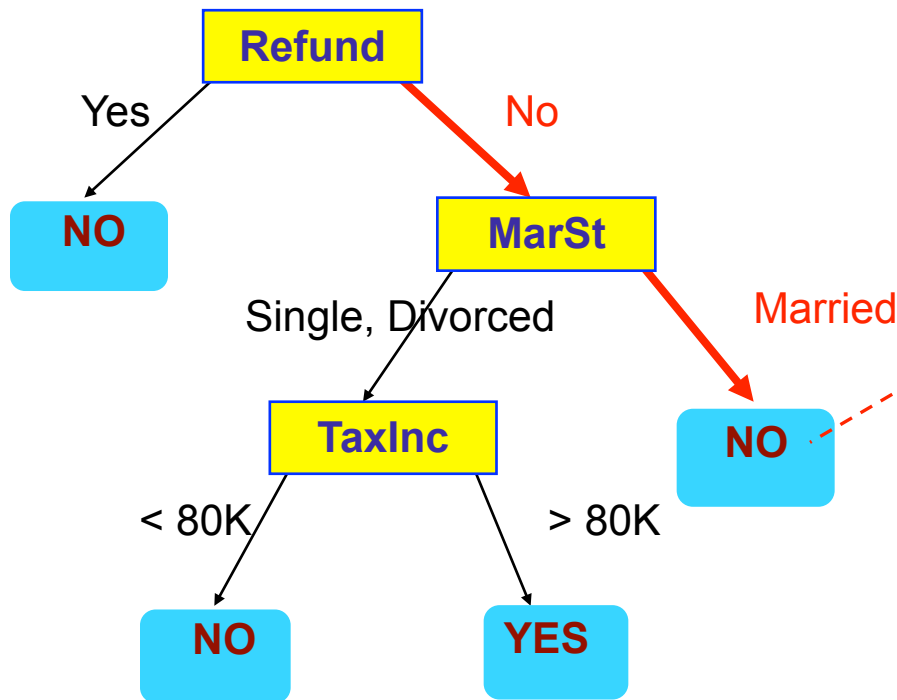 Refund
Yes
No
NO
MarSt
Single, Divorced
Married
TaxInc
NO
< 80K
> 80K
NO
YES